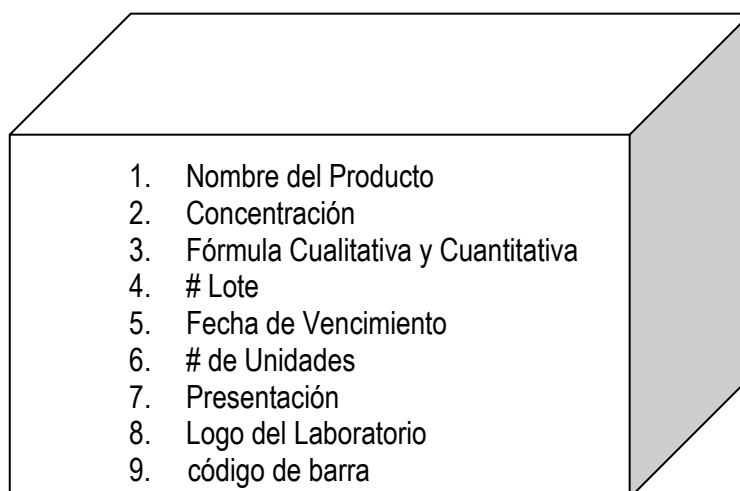 1. Nombre del Producto
2. Concentración
3. Fórmula Cualitativa y Cuantitativa
4. # Lote
5. Fecha de Vencimiento
6. # de Unidades
7. Presentación
8. Logo del Laboratorio
9. código de barra